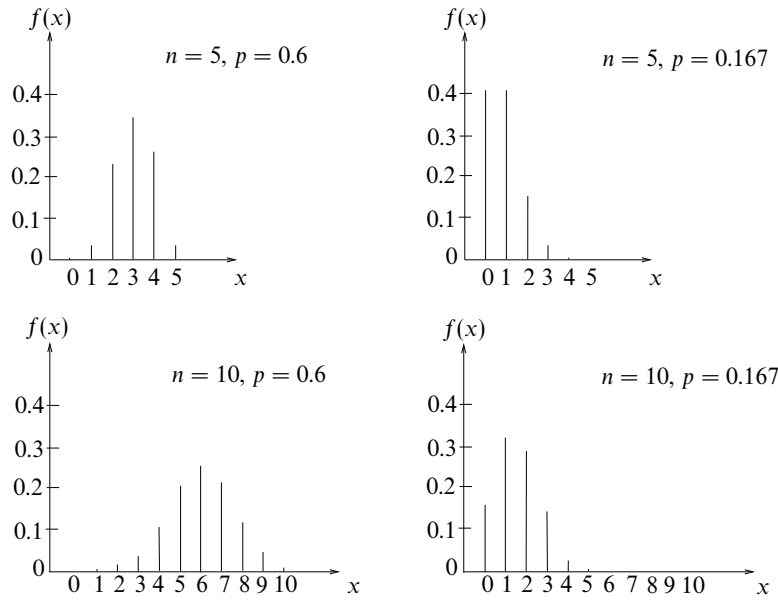 f(x)
n = 5, p = 0.6
0.4
0.3
0.2
0.1
0
0 1 2 3 4 5 x
f(x)
n = 5, p = 0.167
0.4
0.3
0.2
0.1
0
0 1 2 3 4 5 x
f(x)
n = 10, p = 0.6
0.4
0.3
0.2
0.1
0
0 1 2 3 4 5 6 7 8 9 10 x
f(x)
n = 10, p = 0.167
0.4
0.3
0.2
0.1
0
0 1 2 3 4 5 6 7 8 9 10 x